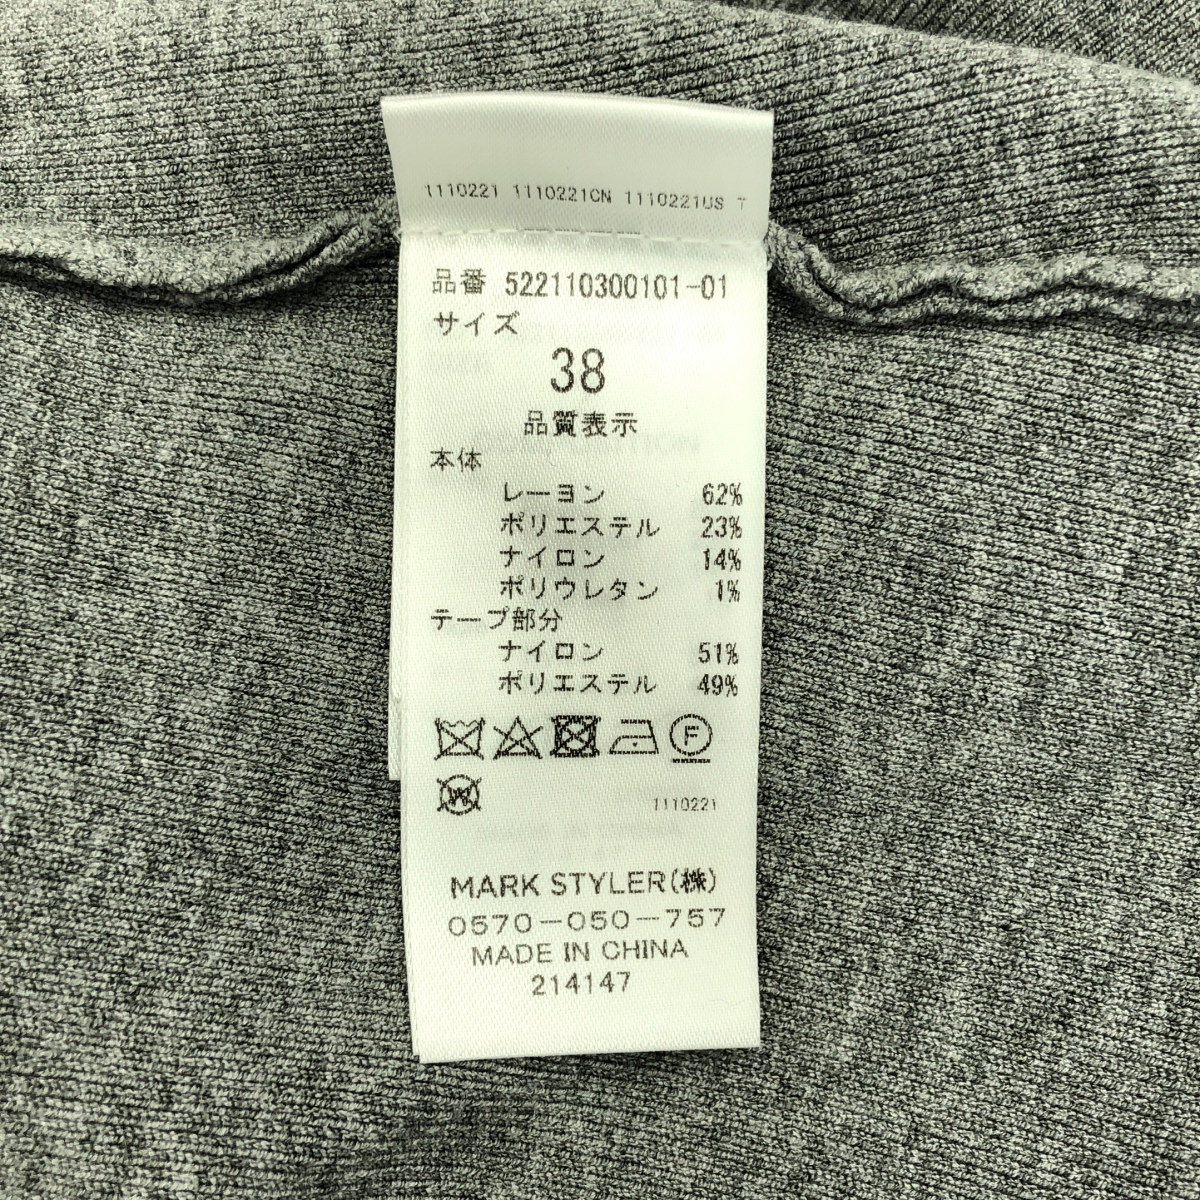 1110221 1110221CN 1110221US T
品番 522110300101-01
サイズ
38
品質表示
本体
レーヨン 62%
ポリエステル 23%
ナイロン 14%
ポリウレタン 1%
テープ部分
ナイロン 51%
ポリエステル 49%
F
W
1110221
MARK STYLER(株)
0570-050-757
MADE IN CHINA
214147